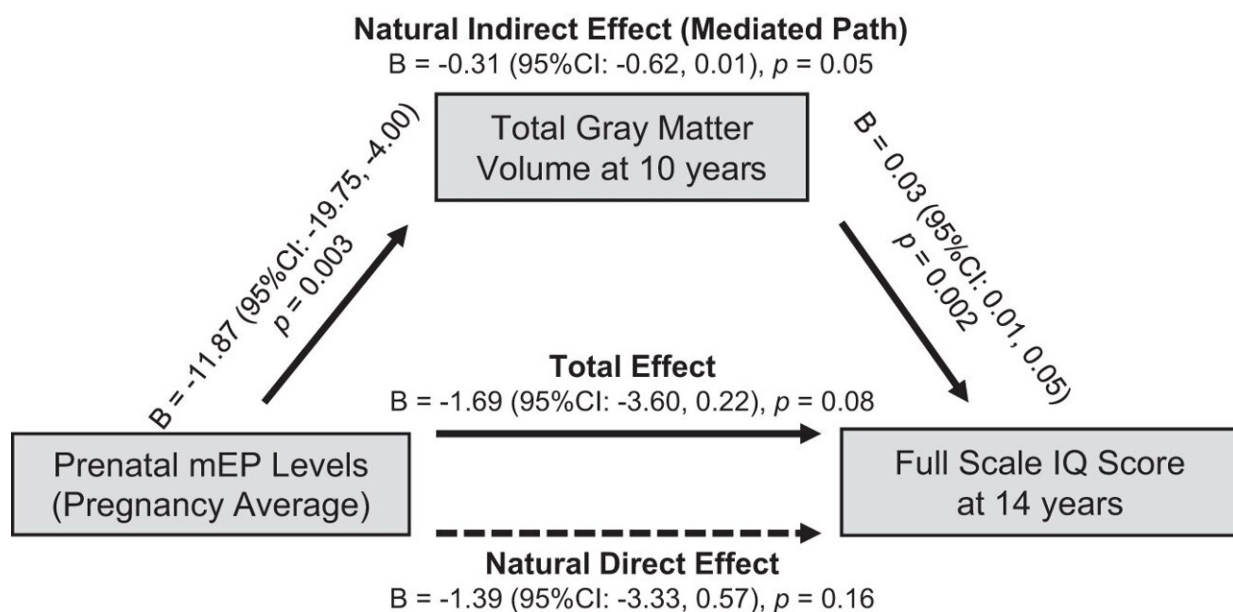 Natural Indirect Effect (Mediated Path)
B = -0.31 (95%CI: -0.62, 0.01), p = 0.05
Total Gray Matter
Volume at 10 years
B = -11.87 (95%CI: -19.75, -4.00)
p = 0.003
B = 0.03 (95%CI: 0.01, 0.05)
p = 0.002
Total Effect
B = -1.69 (95%CI: -3.60, 0.22), p = 0.08
Prenatal mEP Levels
(Pregnancy Average)
Full Scale IQ Score
at 14 years
Natural Direct Effect
B = -1.39 (95%CI: -3.33, 0.57), p = 0.16